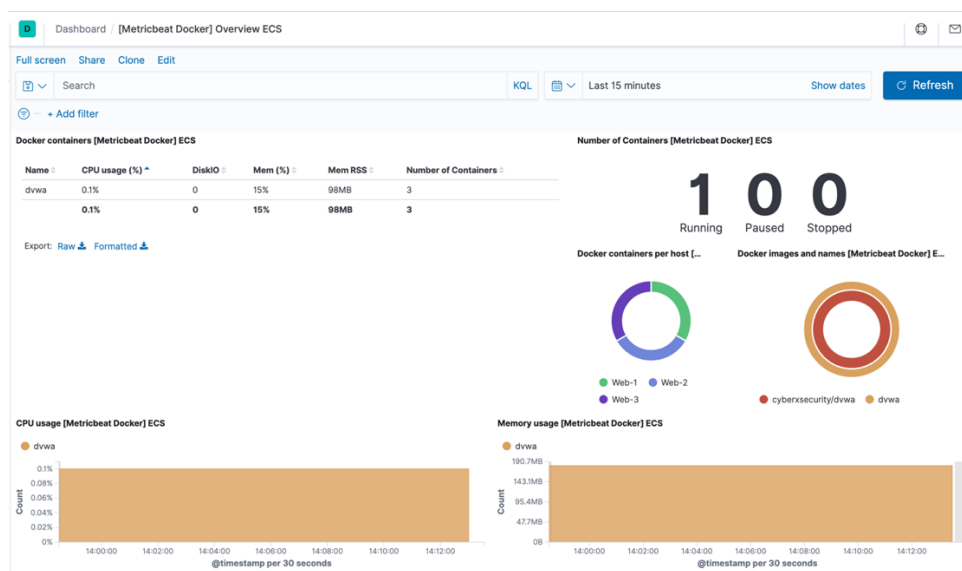 D Dashboard / [Metricbeat Docker] Overview ECS
Full screen Share Clone Edit
Search KQL Last 15 minutes Show dates Refresh
+ Add filter
Docker containers [Metricbeat Docker] ECS
Name CPU usage (%) DiskIO Mem (%) Mem RSS Number of Containers
dvwa 0.1% 0 15% 98MB 3
0.1% 0 15% 98MB 3
Export: Raw Formatted
Number of Containers [Metricbeat Docker] ECS
1 0 0
Running Paused Stopped
Docker containers per host [...
Web-1 Web-2
Web-3
Docker images and names [Metricbeat Docker] E...
cyberxsecurity/dvwa dvwa
CPU usage [Metricbeat Docker] ECS
dvwa
0.1%
0.08%
0.06%
0.04%
0.02%
0%
Count
14:00:00 14:02:00 14:04:00 14:06:00 14:08:00 14:10:00 14:12:00
@timestamp per 30 seconds
Memory usage [Metricbeat Docker] ECS
dvwa
190.7MB
143.1MB
95.4MB
47.7MB
0B
Count
14:00:00 14:02:00 14:04:00 14:06:00 14:08:00 14:10:00 14:12:00
@timestamp per 30 seconds